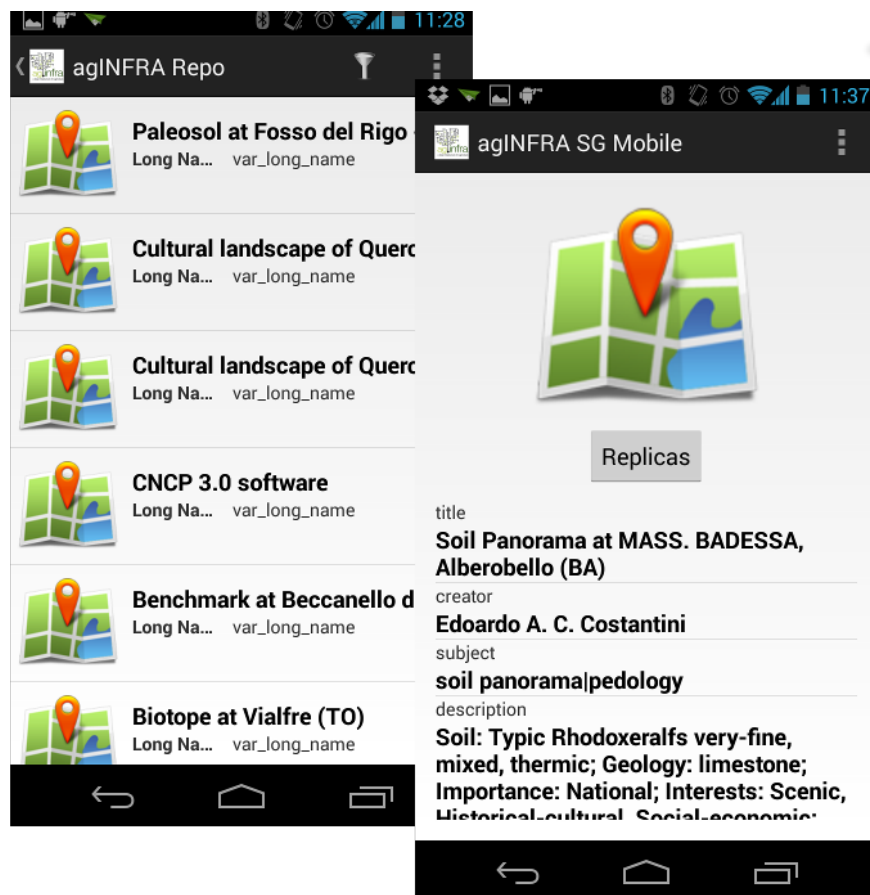 11:28
agINFRA Repo
Paleosol at Fosso del Rigo
Long Na... var_long_name
Cultural landscape of Querc
Long Na... var_long_name
Cultural landscape of Querc
Long Na... var_long_name
CNCP 3.0 software
Long Na... var_long_name
Benchmark at Beccanello d
Long Na... var_long_name
Biotope at Vialfre (TO)
Long Na... var_long_name
11:37
agINFRA SG Mobile
Replicas
title
Soil Panorama at MASS. BADESSA,
Alberobello (BA)
creator
Edoardo A. C. Costantini
subject
soil panorama|pedology
description
Soil: Typic Rhodoxeralfs very-fine,
mixed, thermic; Geology: limestone;
Importance: National; Interests: Scenic,
Historical-cultural, Social-economic;